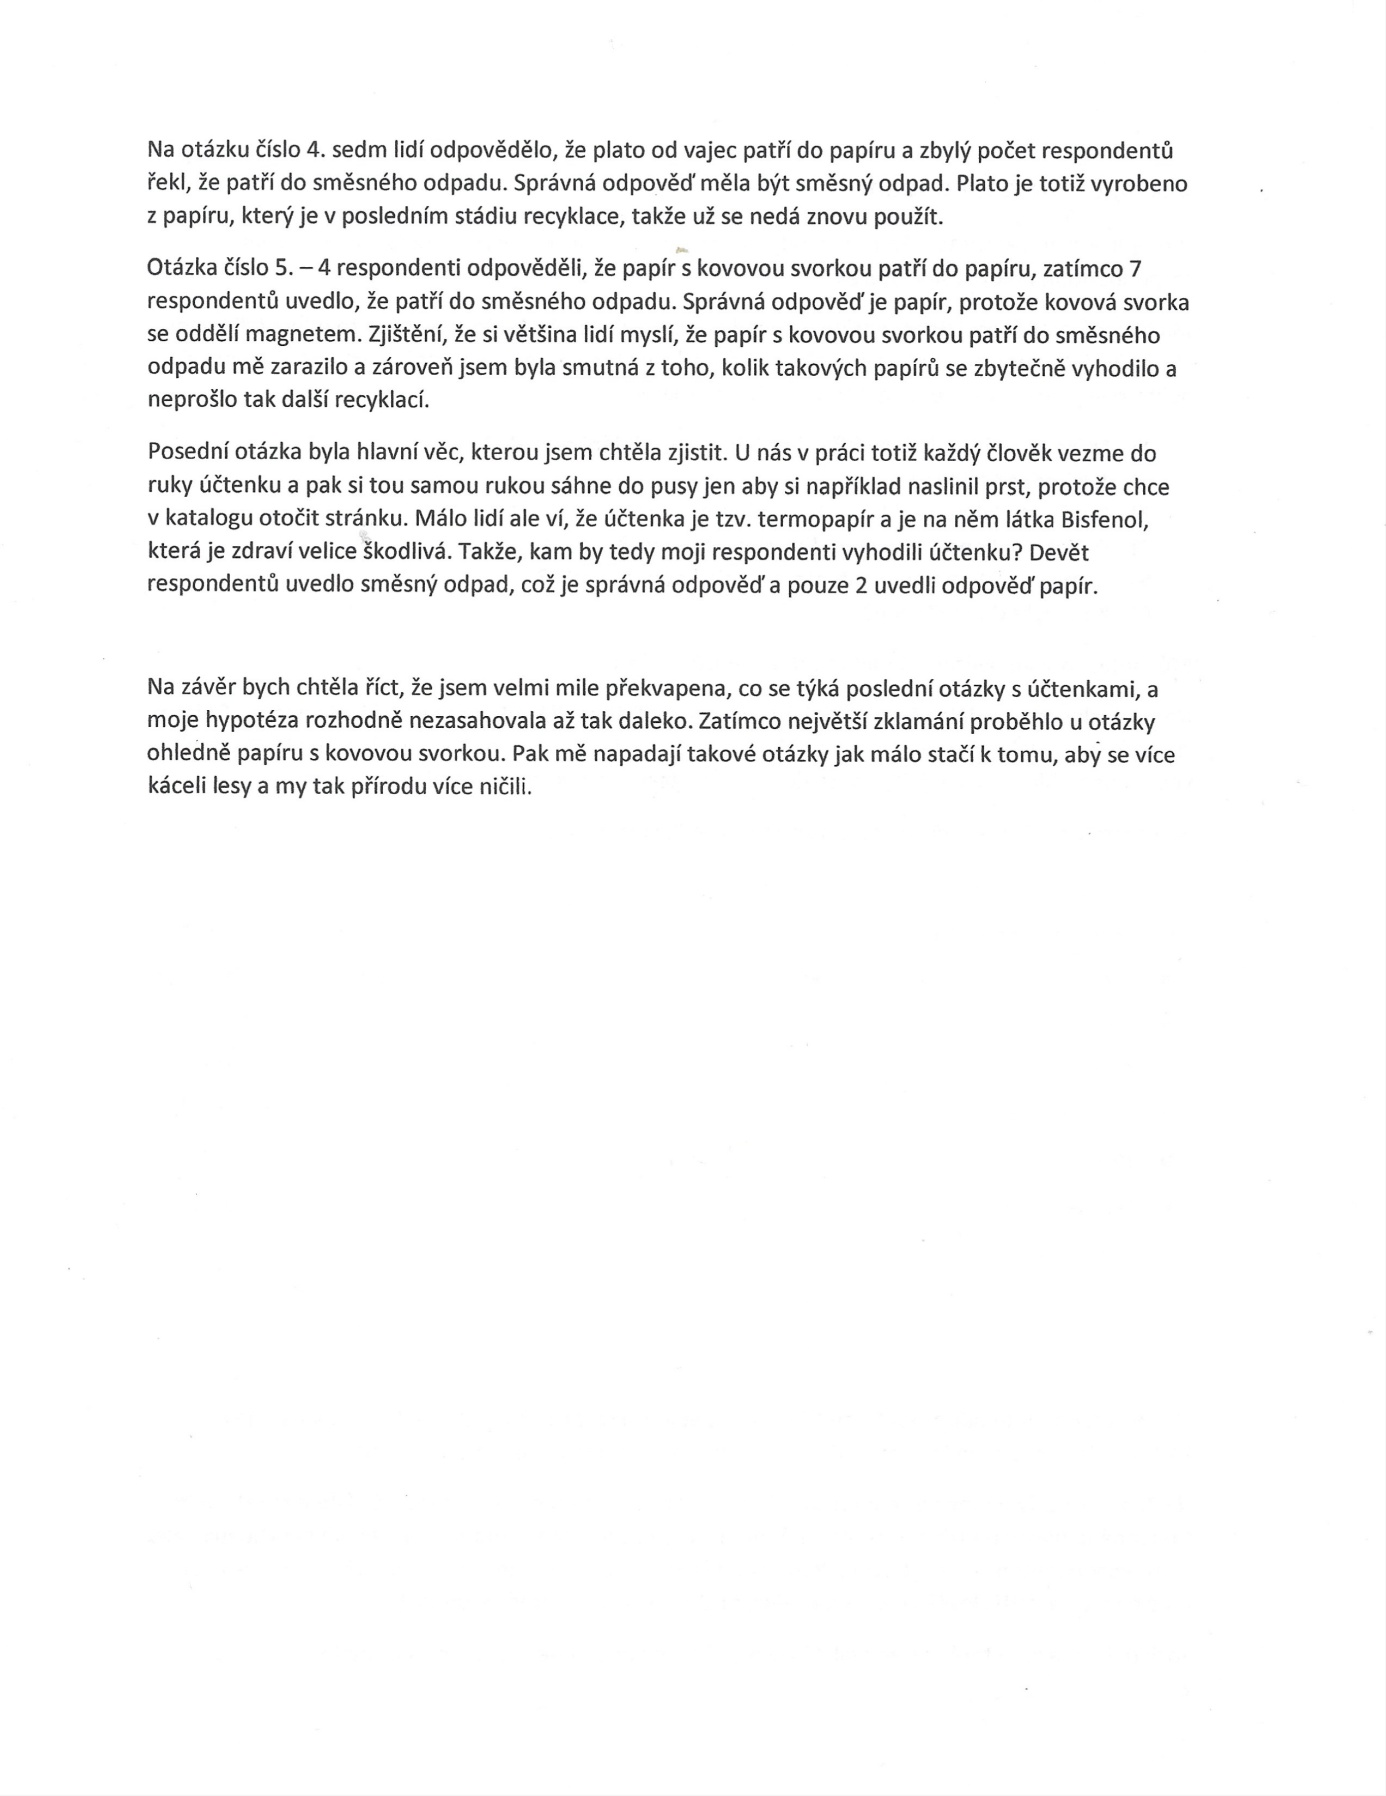 Na otázku číslo 4. sedm lidí odpovědělo, že plato od vajec patří do papíru a zbylý počet respondentů
řekl, že patří do směsného odpadu. Správná odpověď měla být směsný odpad. Plato je totiž vyrobeno
z papíru, který je v posledním stádiu recyklace, takže už se nedá znovu použít.
Otázka číslo 5. – 4 respondenti odpověděli, že papír s kovovou svorkou patří do papíru, zatímco 7
respondentů uvedlo, že patří do směsného odpadu. Správná odpověď je papír, protože kovová svorka
se oddělí magnetem. Zjištění, že si většina lidí myslí, že papír s kovovou svorkou patří do směsného
odpadu mě zarazilo a zároveň jsem byla smutná z toho, kolik takových papírů se zbytečně vyhodilo a
neprošlo tak další recyklací.
Posední otázka byla hlavní věc, kterou jsem chtěla zjistit. U nás v práci totiž každý člověk vezme do
ruky účtenku a pak si tou samou rukou sáhne do pusy jen aby si například naslinil prst, protože chce
v katalogu otočit stránku. Málo lidí ale ví, že účtenka je tzv. termopapír a je na něm látka Bisfenol,
která je zdraví velice škodlivá. Takže, kam by tedy moji respondenti vyhodili účtenku? Devět
respondentů uvedlo směsný odpad, což je správná odpověď a pouze 2 uvedli odpověď papír.
Na závěr bych chtěla říct, že jsem velmi mile překvapena, co se týká poslední otázky s účtenkami, a
moje hypotéza rozhodně nezasahovala až tak daleko. Zatímco největší zklamání proběhlo u otázky
ohledně papíru s kovovou svorkou. Pak mě napadají takové otázky jak málo stačí k tomu, aby se více
káceli lesy a my tak přírodu více ničili.